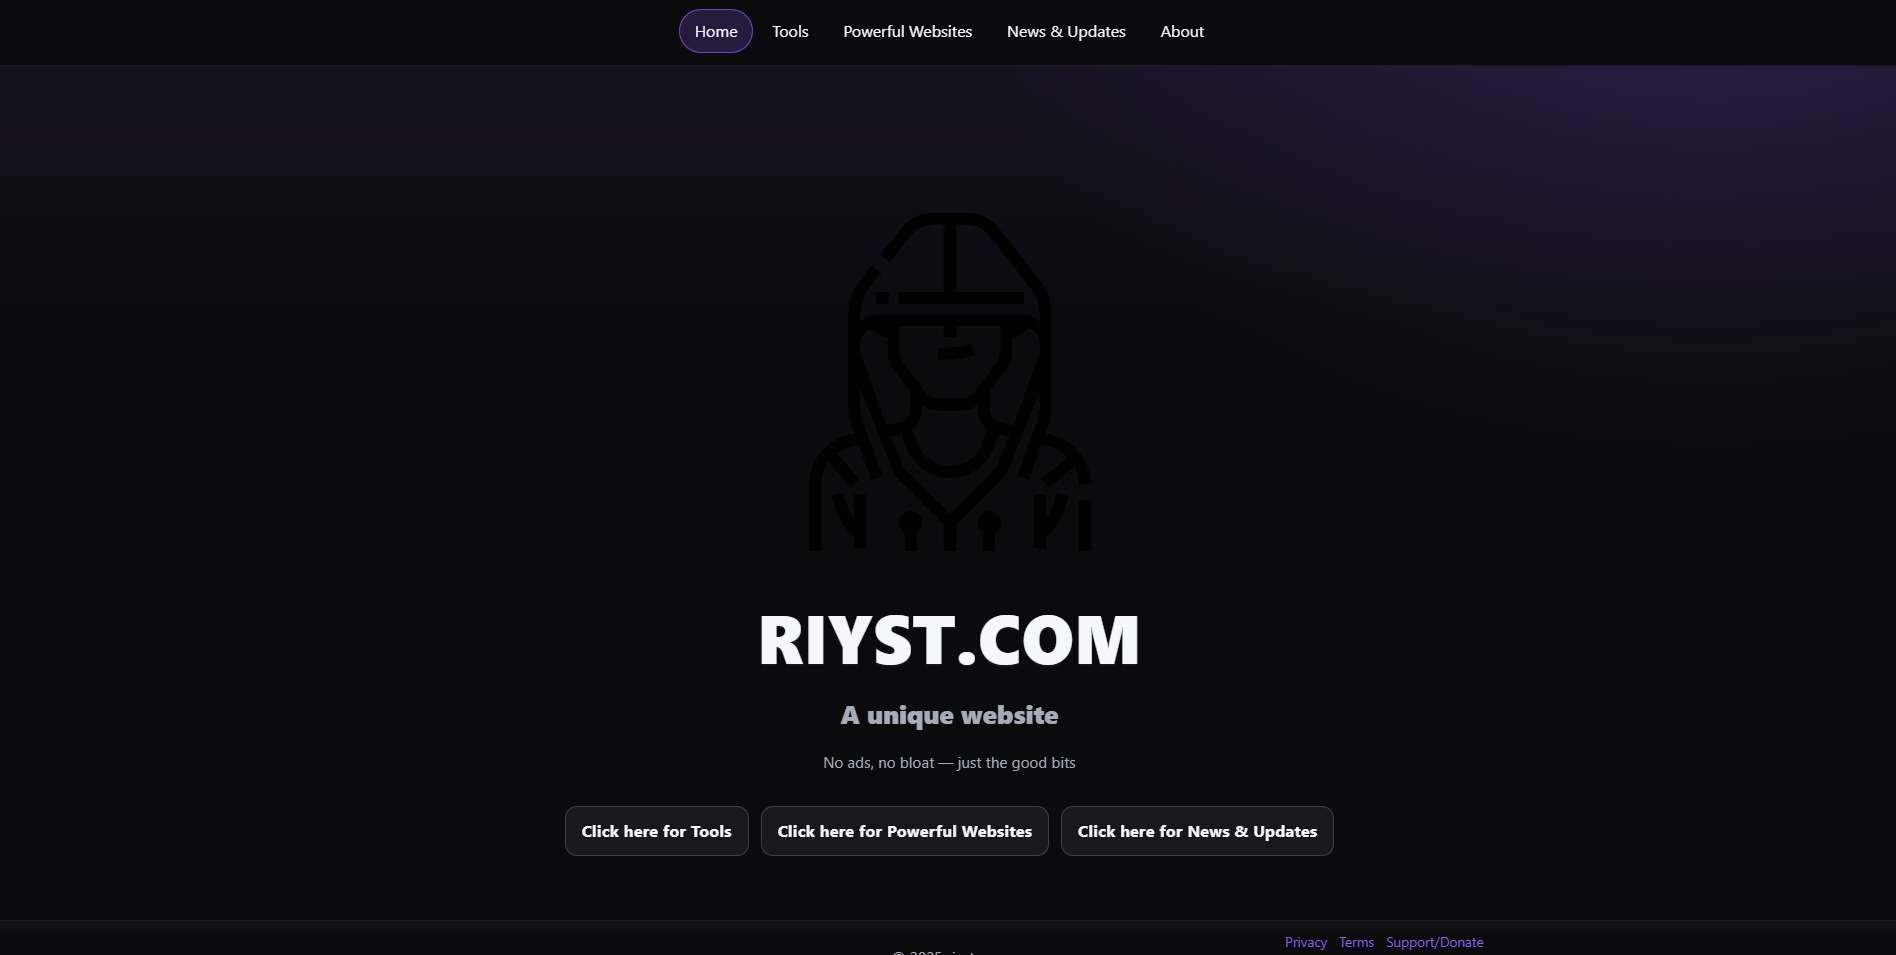 Home Tools Powerful Websites News & Updates About
RIYST.COM
A unique website
No ads, no bloat — just the good bits
Click here for Tools Click here for Powerful Websites Click here for News & Updates
Privacy Terms Support/Donate